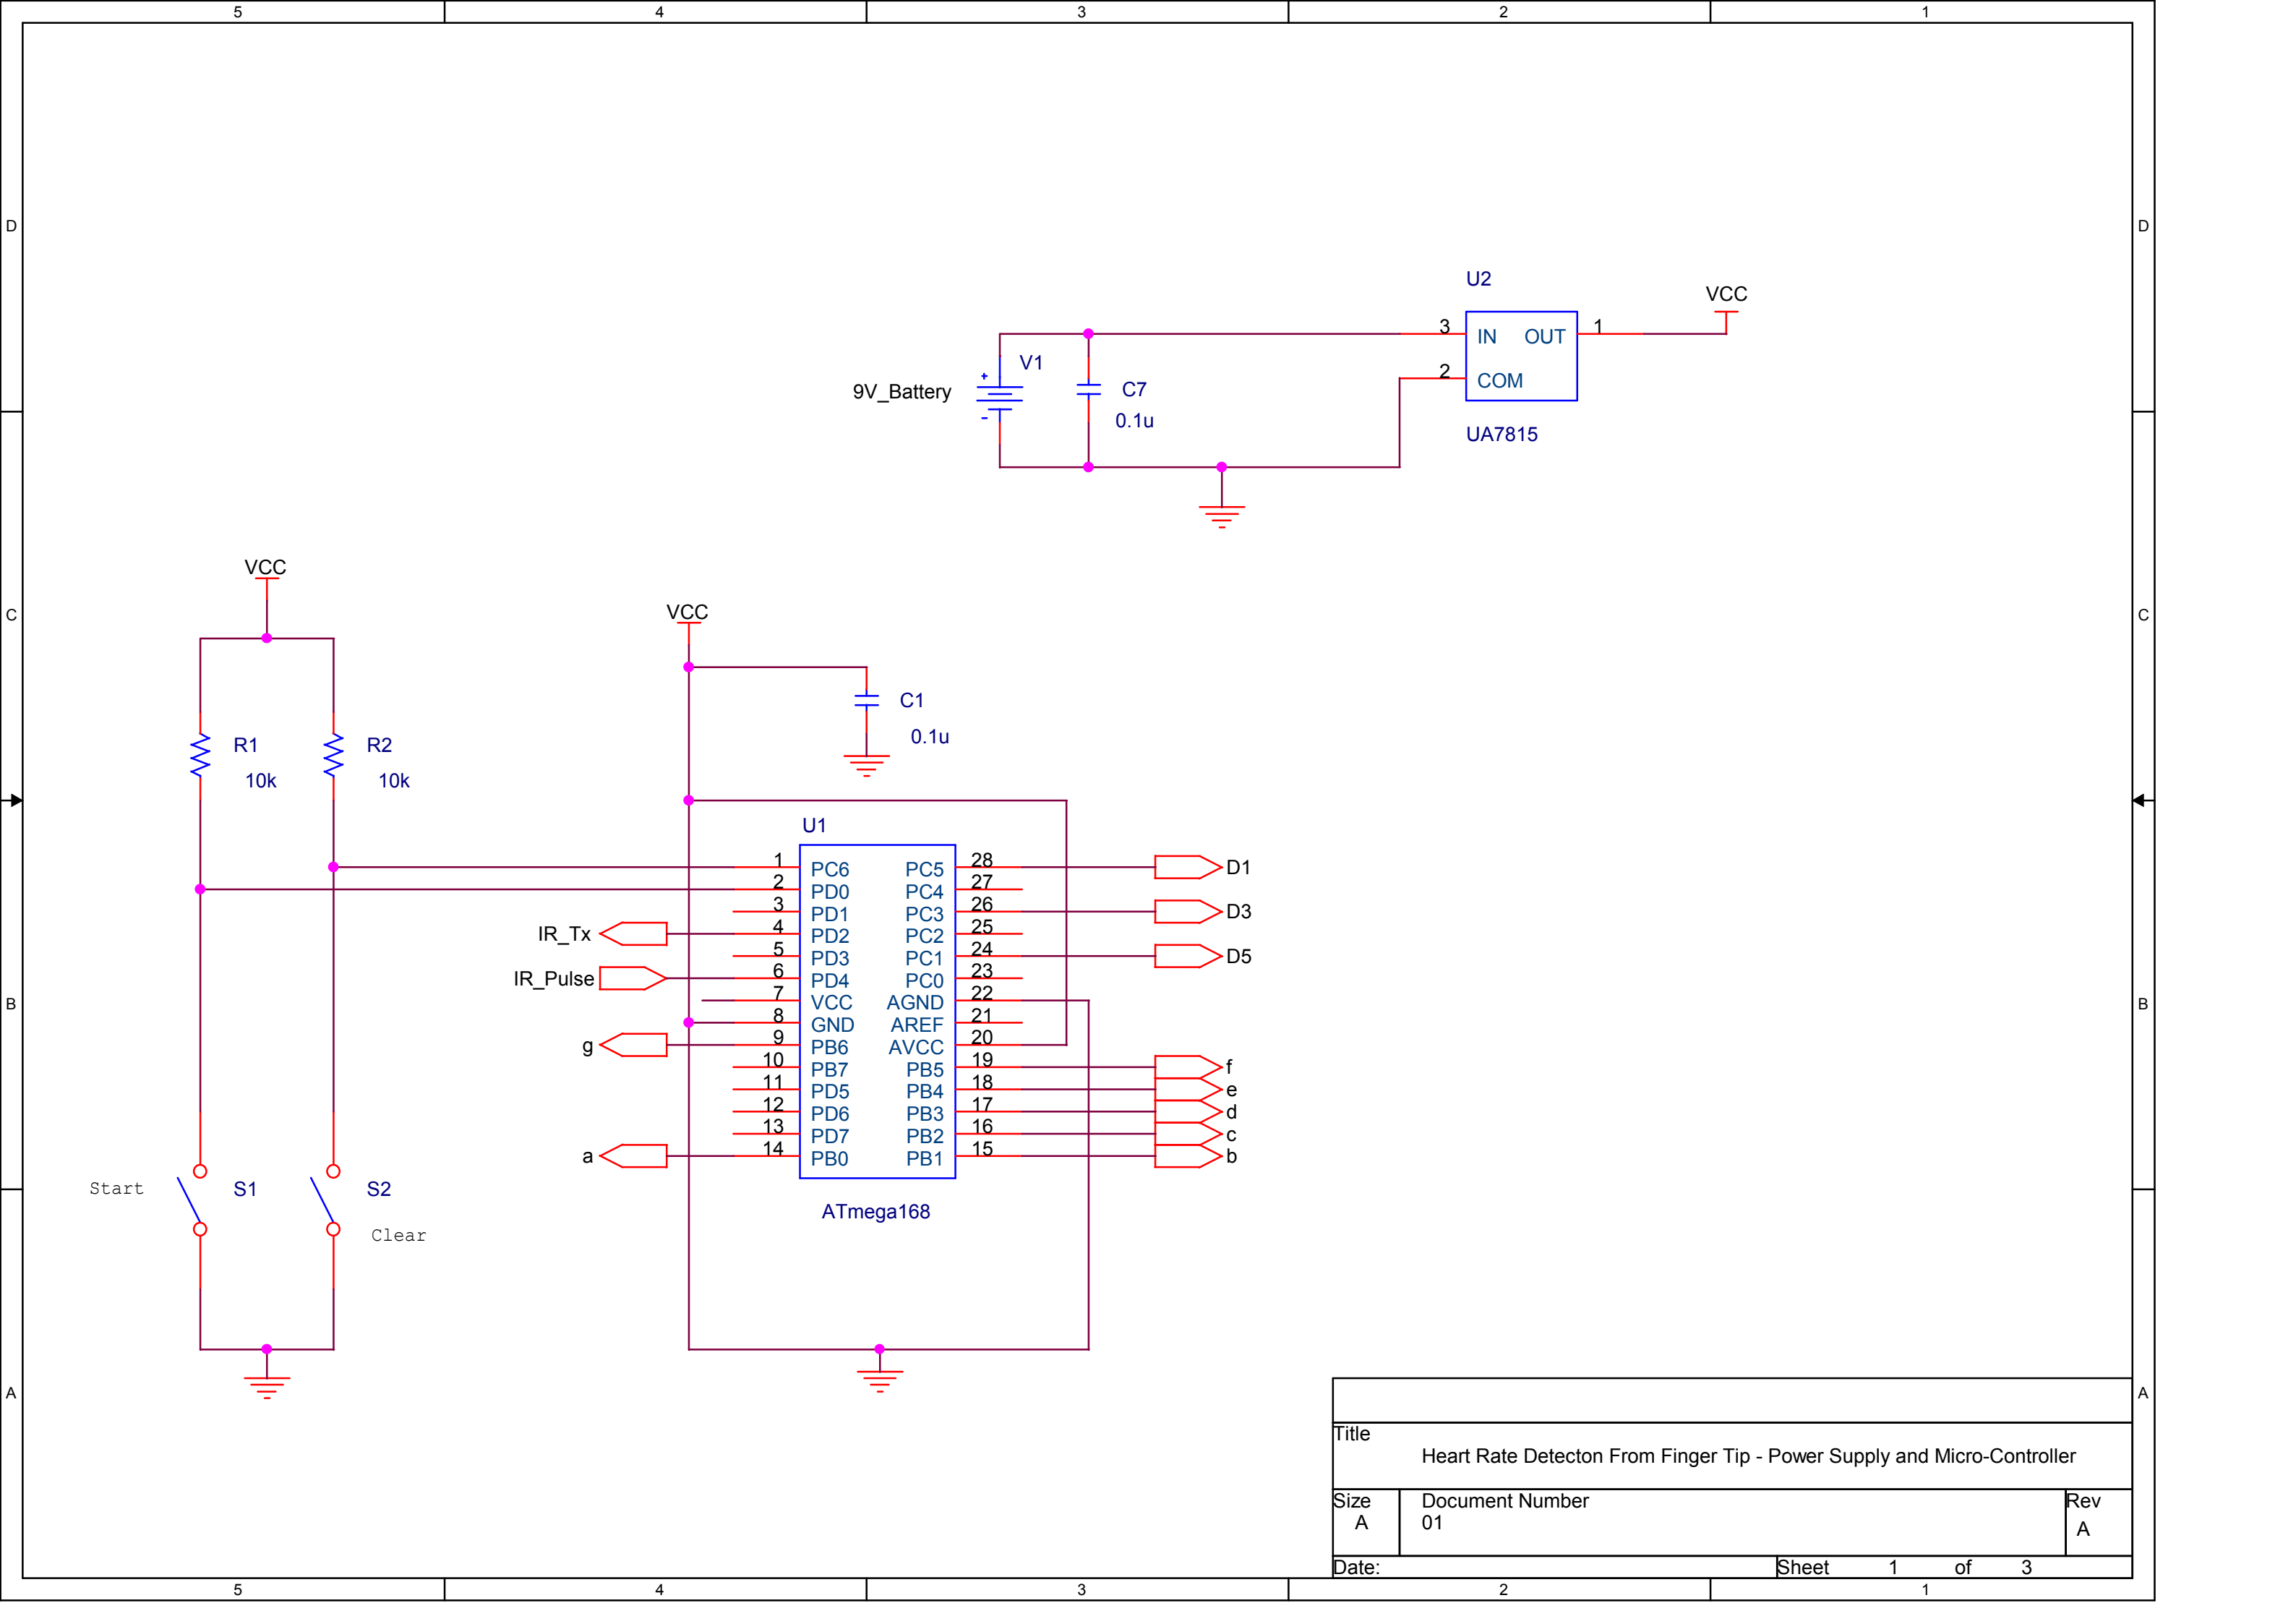 5 4 3 2 1
D D
U2
VCC
3 IN OUT 1
2 COM
UA7815
V1
+
-
9V_Battery
C7
0.1u
C C
VCC
VCC
R1
10k
R2
10k
C1
0.1u
U1
1 PC6 PC5 28 D1
2 PD0 PC4 27
3 PD1 PC3 26 D3
IR_Tx 4 PD2 PC2 25
5 PD3 PC1 24 D5
IR_Pulse 6 PD4 PC0 23
7 VCC AGND 22
8 GND AREF 21
g 9 PB6 AVCC 20
10 PB7 PB5 19 f
11 PD5 PB4 18 e
12 PD6 PB3 17 d
13 PD7 PB2 16 c
a 14 PB0 PB1 15 b
ATmega168
B B
Start S1
S2
Clear
A A
Title
Heart Rate Detecton From Finger Tip - Power Supply and Micro-Controller
Size Document Number Rev
A 01 A
Date: Sheet 1 of 3
5 4 3 2 1